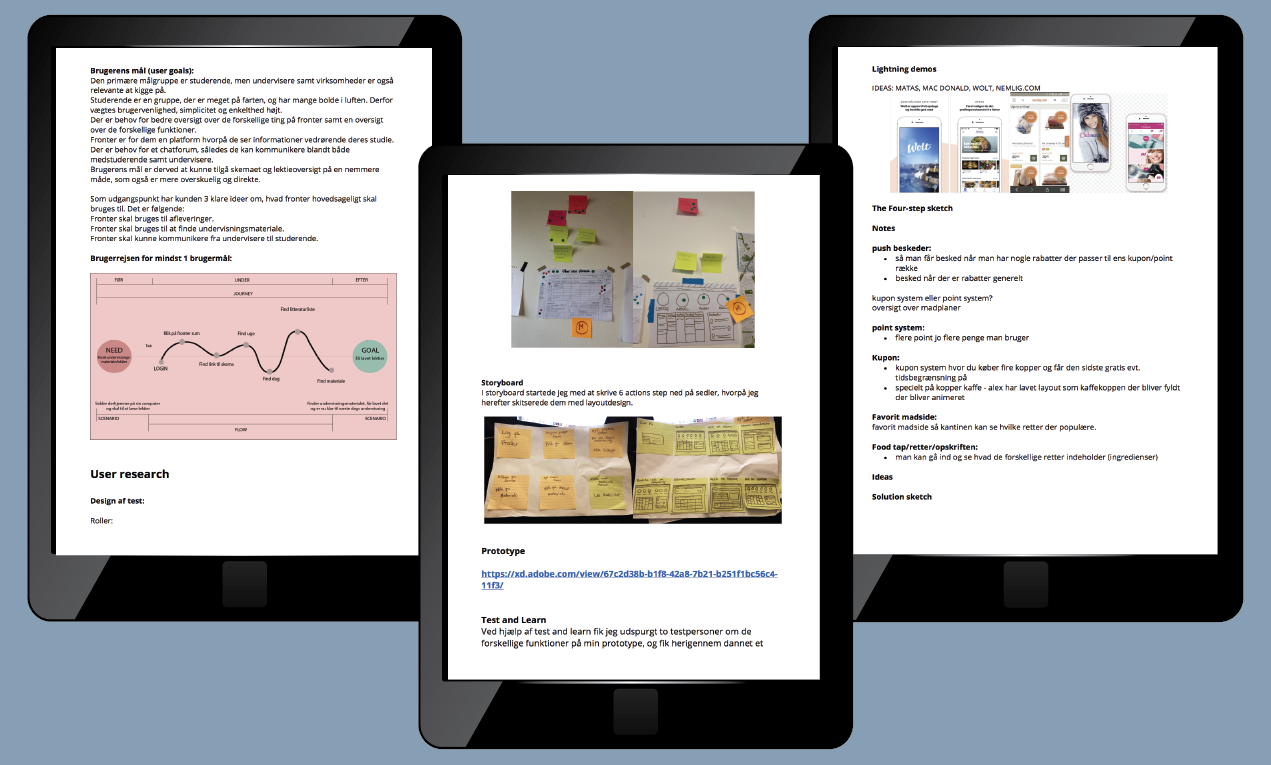 Brugerens mål (user goals):
Den primære målgruppe er studerende, men undervisere samt virksomheder er også
relevante at kigge på.
Studerende er en gruppe, der er meget på farten, og har mange bolde i luften. Derfor
vægtes brugervenlighed, simplicitet og enkelthed højt.
Der er behov for bedre oversigt over de forskellige ting på fronter samt en oversigt
over de forskellige funktioner.
Fronter er for dem en platform hvorpå de ser informationer vedrørende deres studie.
Der er behov for et chatforum, således de kan kommunikere blandt både
medstuderende samt undervisere.
Brugerens mål er derved at kunne tilgå skemaet og lektieoversigt på en nemmere
måde, som også er mere overskuelig og direkte.
Som udgangspunkt har kunden 3 klare ideer om, hvad fronter hovedsageligt skal
bruges til. Det er følgende:
Fronter skal bruges til afleveringer.
Fronter skal bruges til at finde undervisningsmateriale.
Fronter skal kunne kommunikere fra undervisere til studerende.
Brugerrejsen for mindst 1 brugermål:
FØR UNDER EFTER
JOURNEY
Find litteraturliste
Klik på fronter rum
Find uge
Task
NEED
GOAL
Få lavet lektier
LOGIN
Find link til skema
Find dag
Find materiale
og skal til at lave lektier
SCENARIO
SCENARIO
FLOW
User research
Design af test:
Roller:
Storyboard
I storyboard startede jeg med at skrive 6 actions step ned på sedler, hvorpå jeg
herefter skitserede dem med layoutdesign.
Prototype
https://xd.adobe.com/view/67c2d38b-b1f8-42a8-7b21-b251f1bc56c4-
11f3/
Test and Learn
Ved hjælp af test and learn fik jeg udspurgt to testpersoner om de
forskellige funktioner på min prototype, og fik herigennem dannet et
Lightning demos
IDEAS: MATAS, MAC DONALD, WOLT, NEMLIG.COM
Wolt
The Four-step sketch
Notes
push beskeder:
så man får besked når man har nogle rabatter der passer til ens kupon/point
række
besked når der er rabatter generelt
kupon system eller point system?
oversigt over madplaner
point system:
flere point jo flere penge man bruger
Kupon:
kupon system hvor du køber fire kopper og får den sidste gratis evt.
tidsbegrænsning på
specielt på kopper kaffe - alex har lavet layout som kaffekoppen der bliver fyldt
der bliver animeret
Favorit madside:
favorit madside så kantinen kan se hvilke retter der populære.
Food tap/retter/opskriften:
man kan gå ind og se hvad de forskellige retter indeholder (ingredienser)
Ideas
Solution sketch